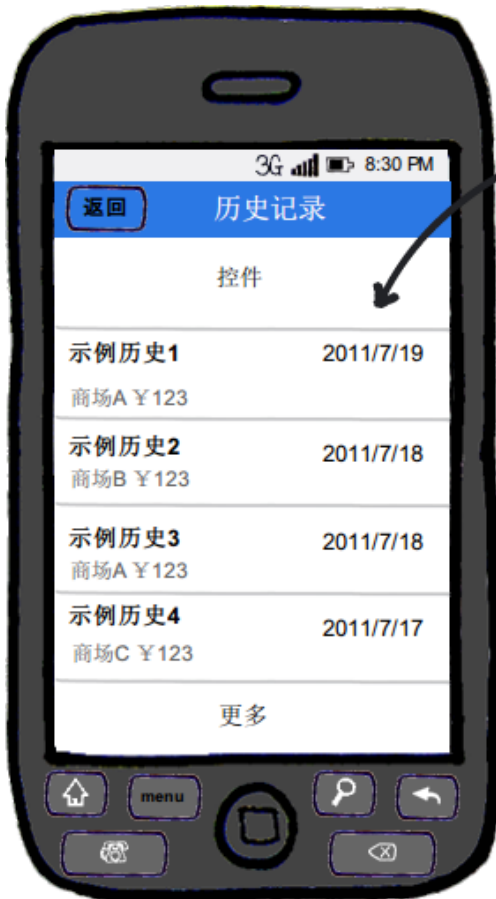 3G 8:30 PM
返回 历史记录
控件
示例历史1 2011/7/19
商场A ￥123
示例历史2 2011/7/18
商场B ￥123
示例历史3 2011/7/18
商场A ￥123
示例历史4 2011/7/17
商场C ￥123
更多
menu